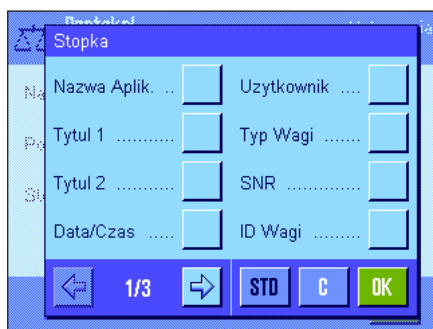 Stopka
Nazwa Aplik. ..
Uzytkownik ....
Tytul 1 ...........
Typ Wagi .......
Tytul 2 ...........
SNR ..............
Data/Czas .....
ID Wagi ........
1/3
STD
C
OK